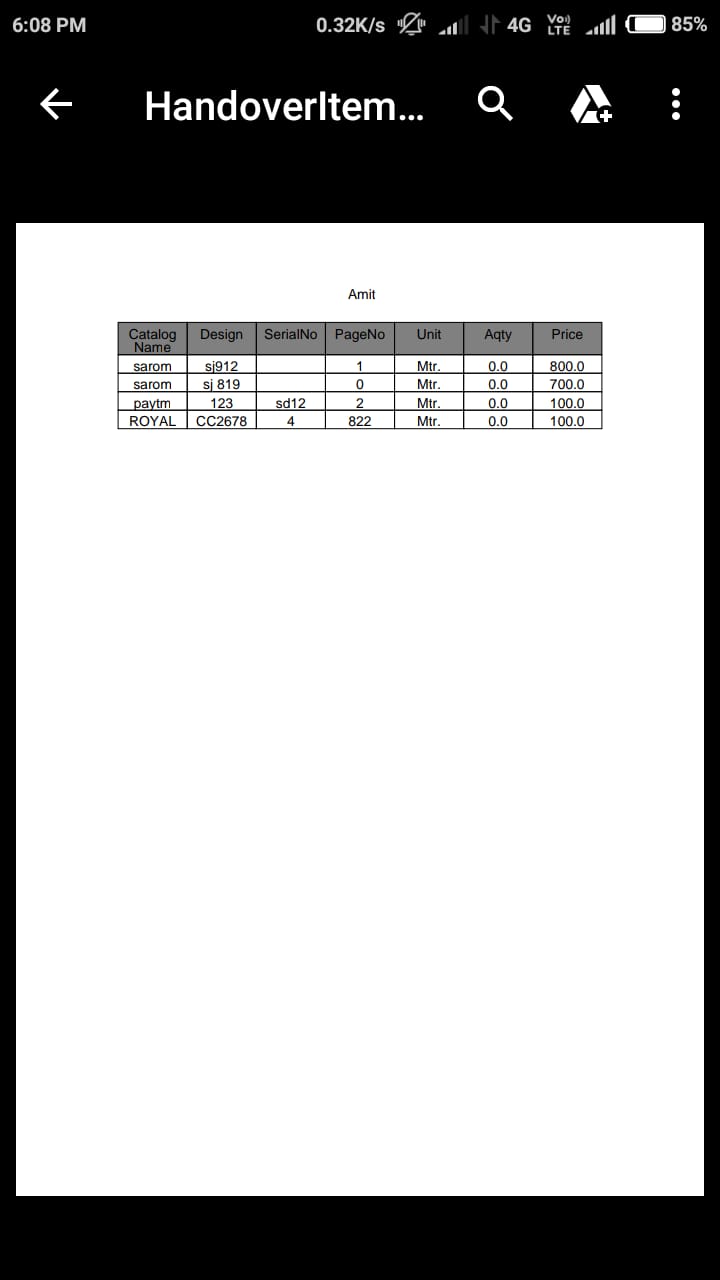 6:08 PM 0.32K/s 4G VoLTE 85%
HandoverItem...
Amit
Catalog Name Design SerialNo PageNo Unit Aqty Price
sarom sj912 1 Mtr. 0.0 800.0
sarom sj 819 0 Mtr. 0.0 700.0
paytm 123 sd12 2 Mtr. 0.0 100.0
ROYAL CC2678 4 822 Mtr. 0.0 100.0